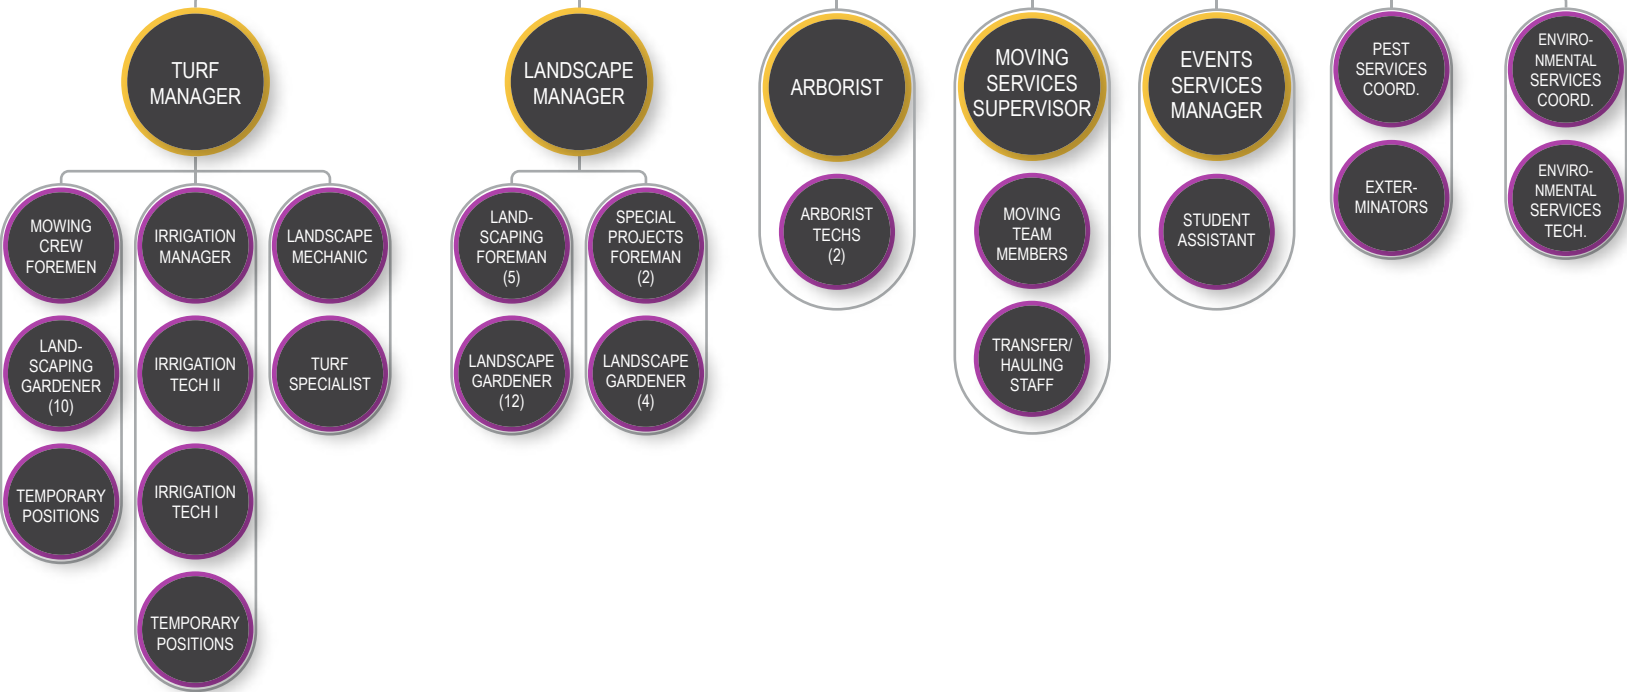 TURF
MANAGER
LANDSCAPE
MANAGER
ARBORIST
MOVING
SERVICES
SUPERVISOR
EVENTS
SERVICES
MANAGER
PEST
SERVICES
COORD.
ENVIRO-
NMENTAL
SERVICES
COORD.
MOWING
CREW
FOREMEN
IRRIGATION
MANAGER
LANDSCAPE
MECHANIC
LAND-
SCAPING
FOREMAN
(5)
SPECIAL
PROJECTS
FOREMAN
(2)
ARBORIST
TECHS
(2)
MOVING
TEAM
MEMBERS
STUDENT
ASSISTANT
EXTER-
MINATORS
ENVIRO-
NMENTAL
SERVICES
TECH.
LAND-
SCAPING
GARDENER
(10)
IRRIGATION
TECH II
TURF
SPECIALIST
LANDSCAPE
GARDENER
(12)
LANDSCAPE
GARDENER
(4)
TRANSFER/
HAULING
STAFF
TEMPORARY
POSITIONS
IRRIGATION
TECH I
TEMPORARY
POSITIONS